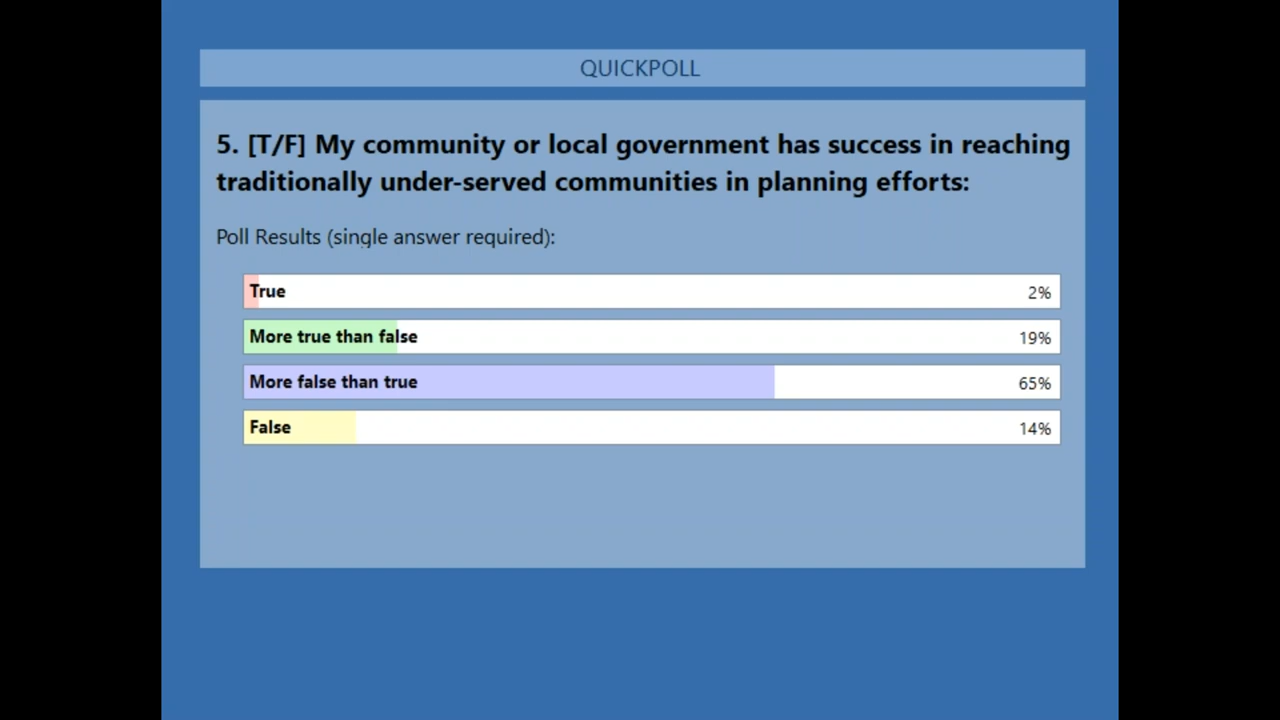 QUICKPOLL
5. [T/F] My community or local government has success in reaching
traditionally under-served communities in planning efforts:
Poll Results (single answer required):
True 2%
More true than false 19%
More false than true 65%
False 14%